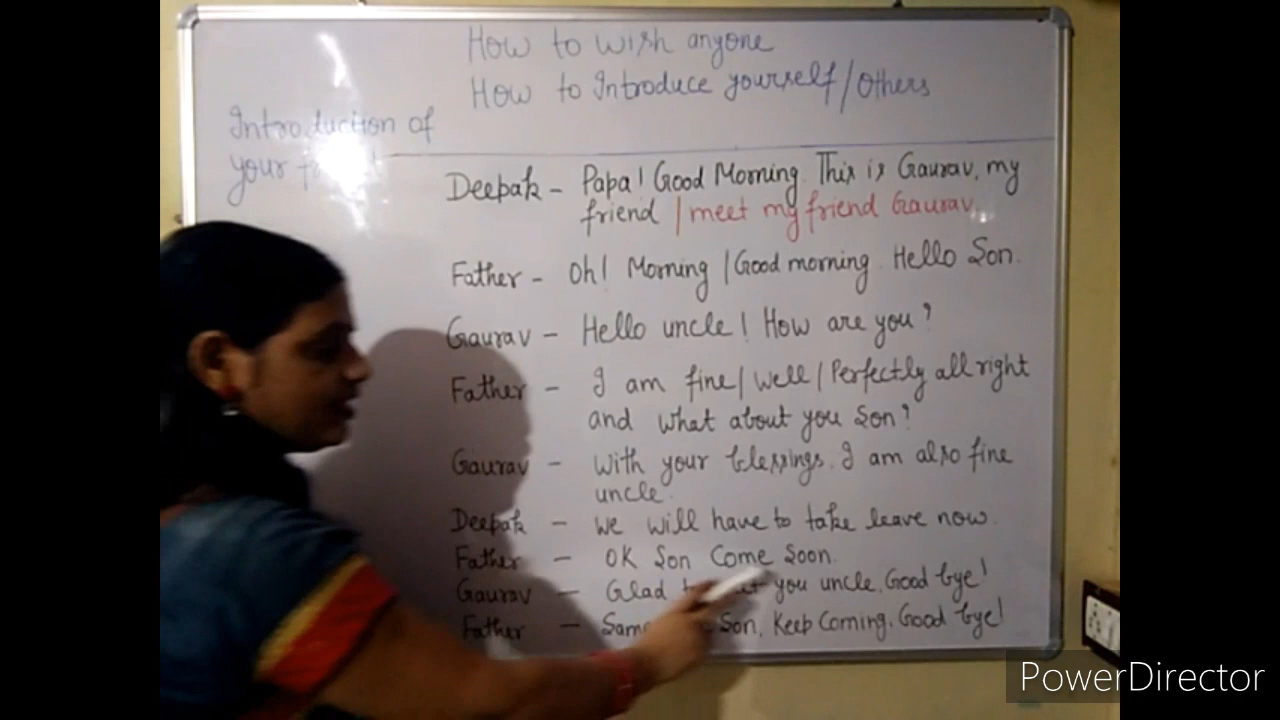 How to wish anyone
How to Introduce yourself/Others
Introduction of
your
Deepak - Papa! Good Morning. This is Gaurav, my
friend / meet my friend Gaurav.
Father - Oh! Morning / Good morning. Hello Son.
Gaurav - Hello uncle! How are you?
Father - I am fine / well / Perfectly all right
and what about you Son?
Gaurav - With your blessings. I am also fine
uncle.
Deepak - We will have to take leave now.
Father - OK Son Come Soon.
Gaurav - Glad you uncle. Good bye!
Father - Same Son, Keep Coming. Good bye!
PowerDirector